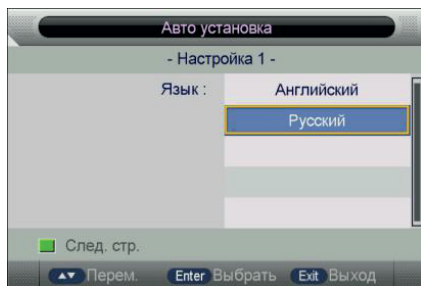 Авто установка
- Настройка 1 -
Язык : Английский
Русский
След. стр.
Перем. Enter Выбрать Exit Выход